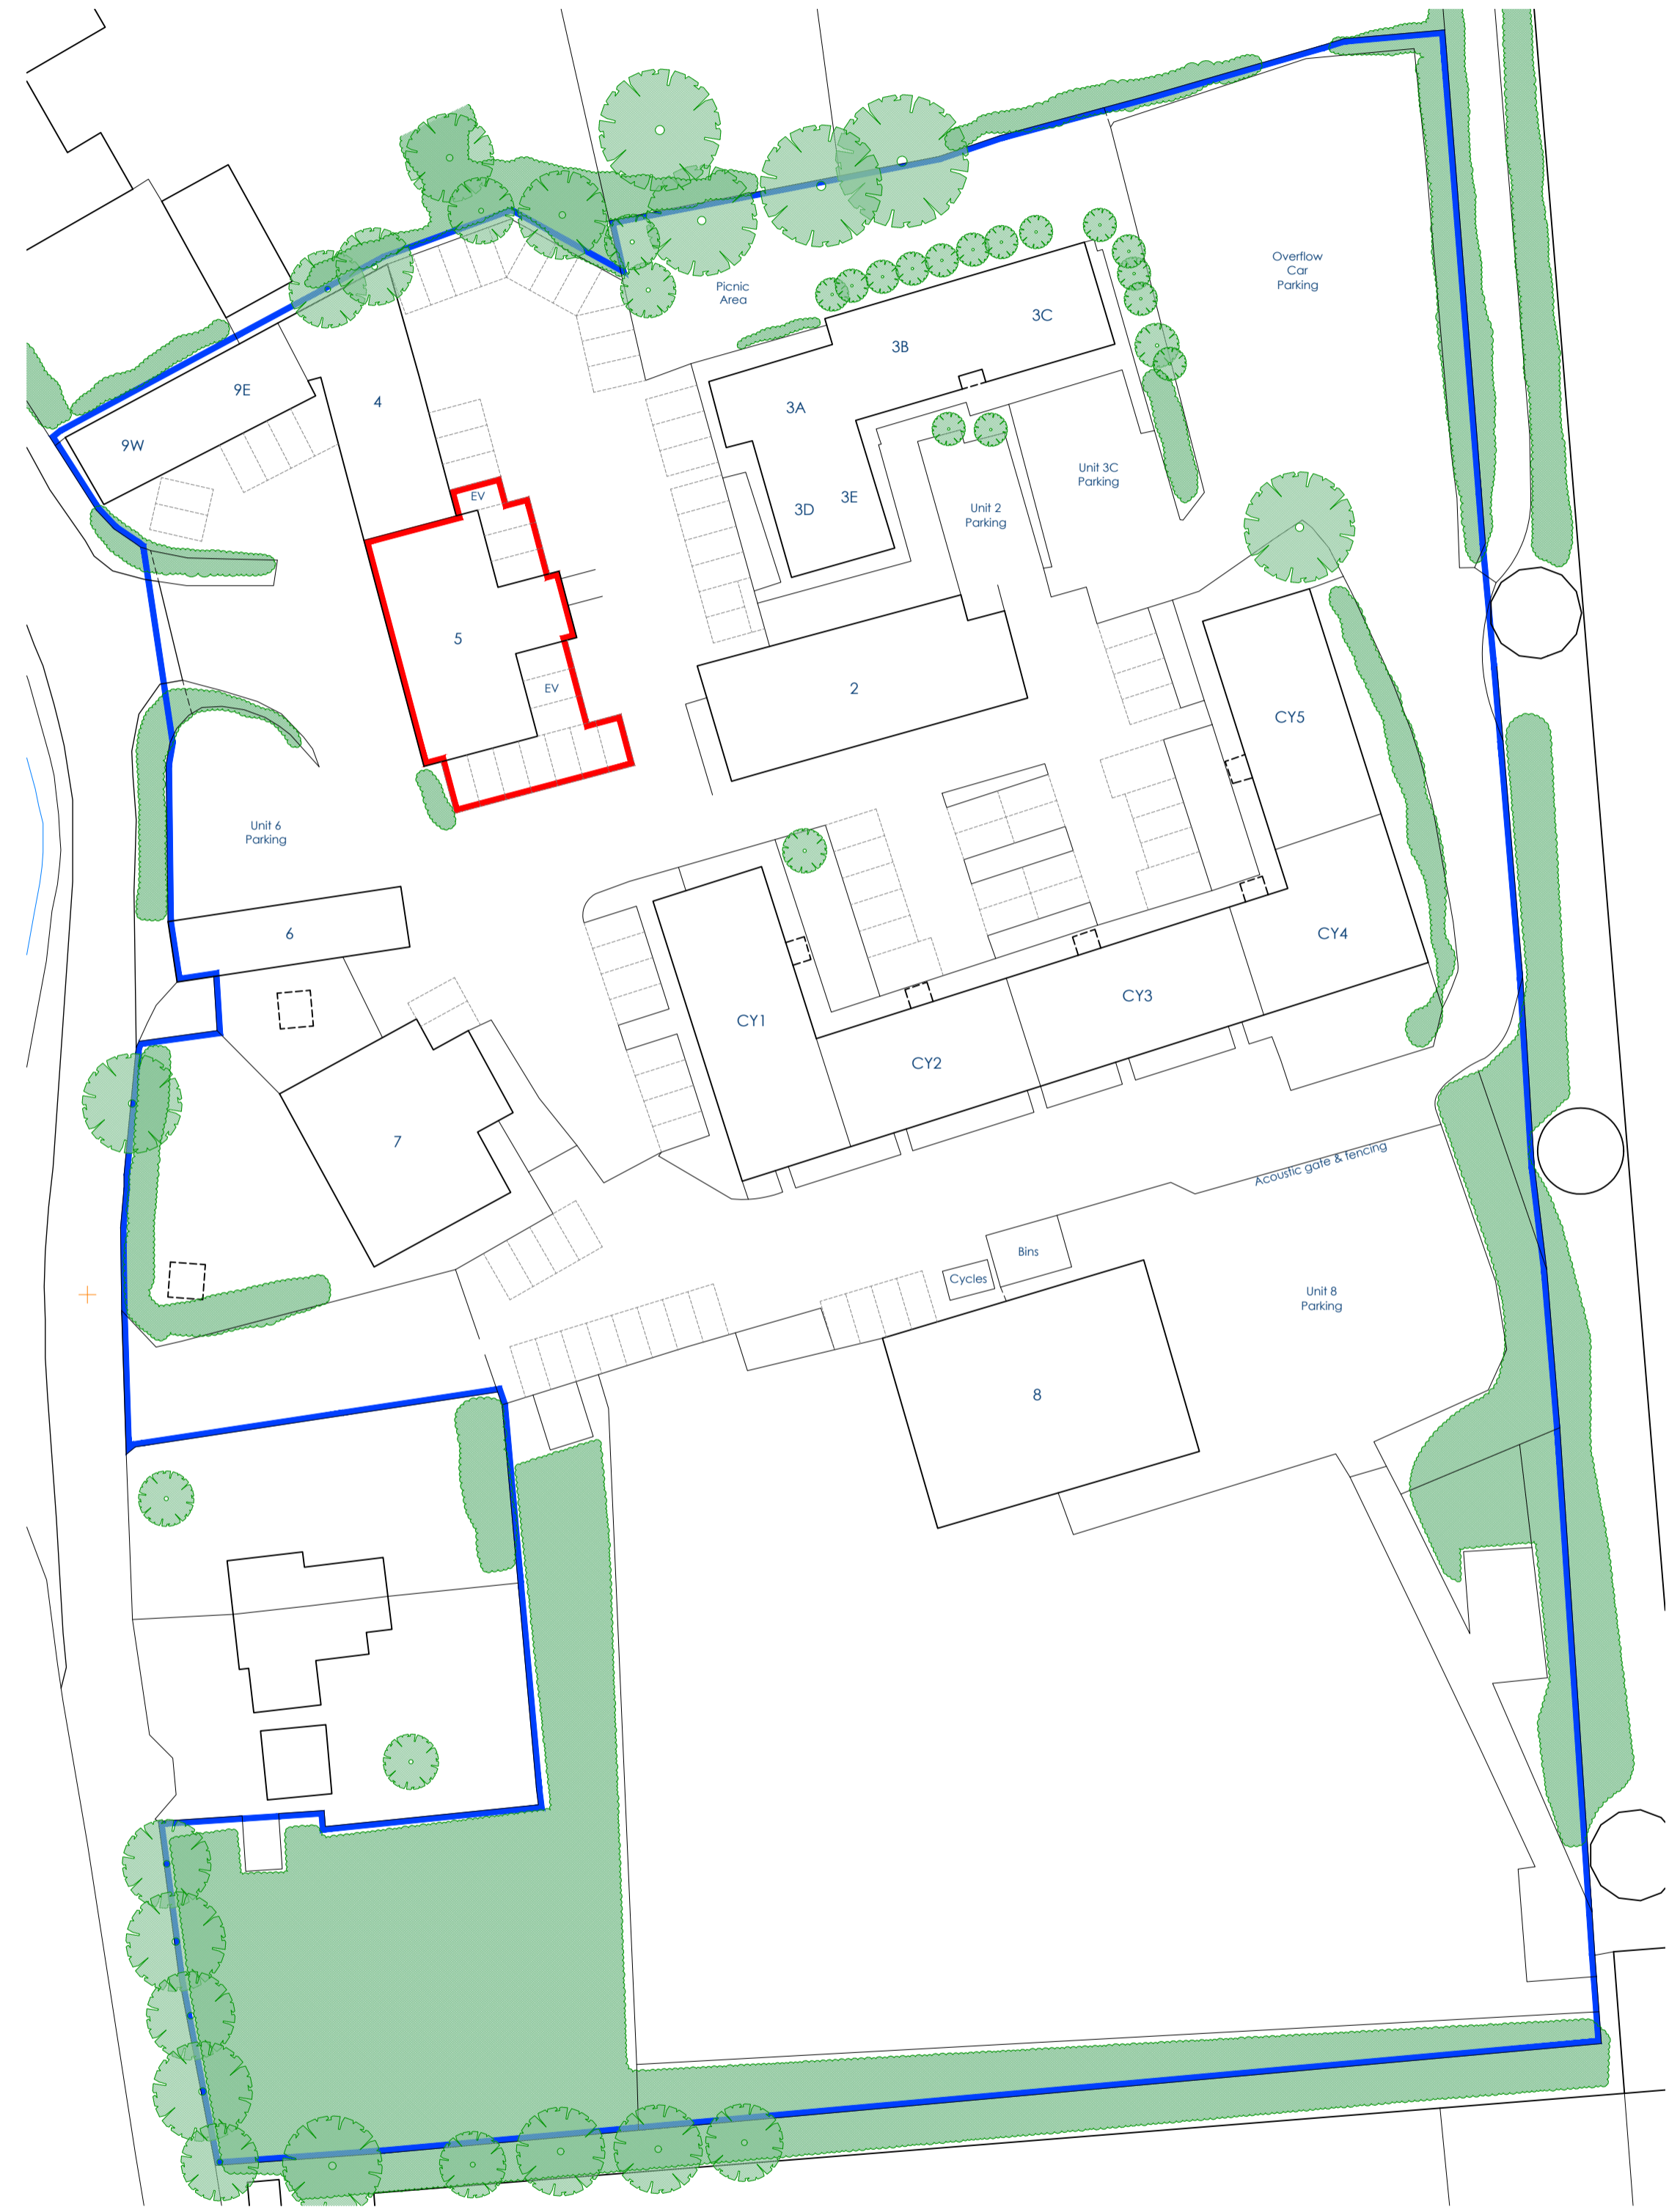 Overflow
Car
Parking
Picnic
Area
3C
3B
9E
4
3A
9W
Unit 3C
Parking
EV
3E
3D
Unit 2
Parking
5
EV
2
CY5
Unit 6
Parking
6
CY4
CY3
CY1
CY2
7
Acoustic gate & fencing
Bins
Cycles
Unit 8
Parking
8